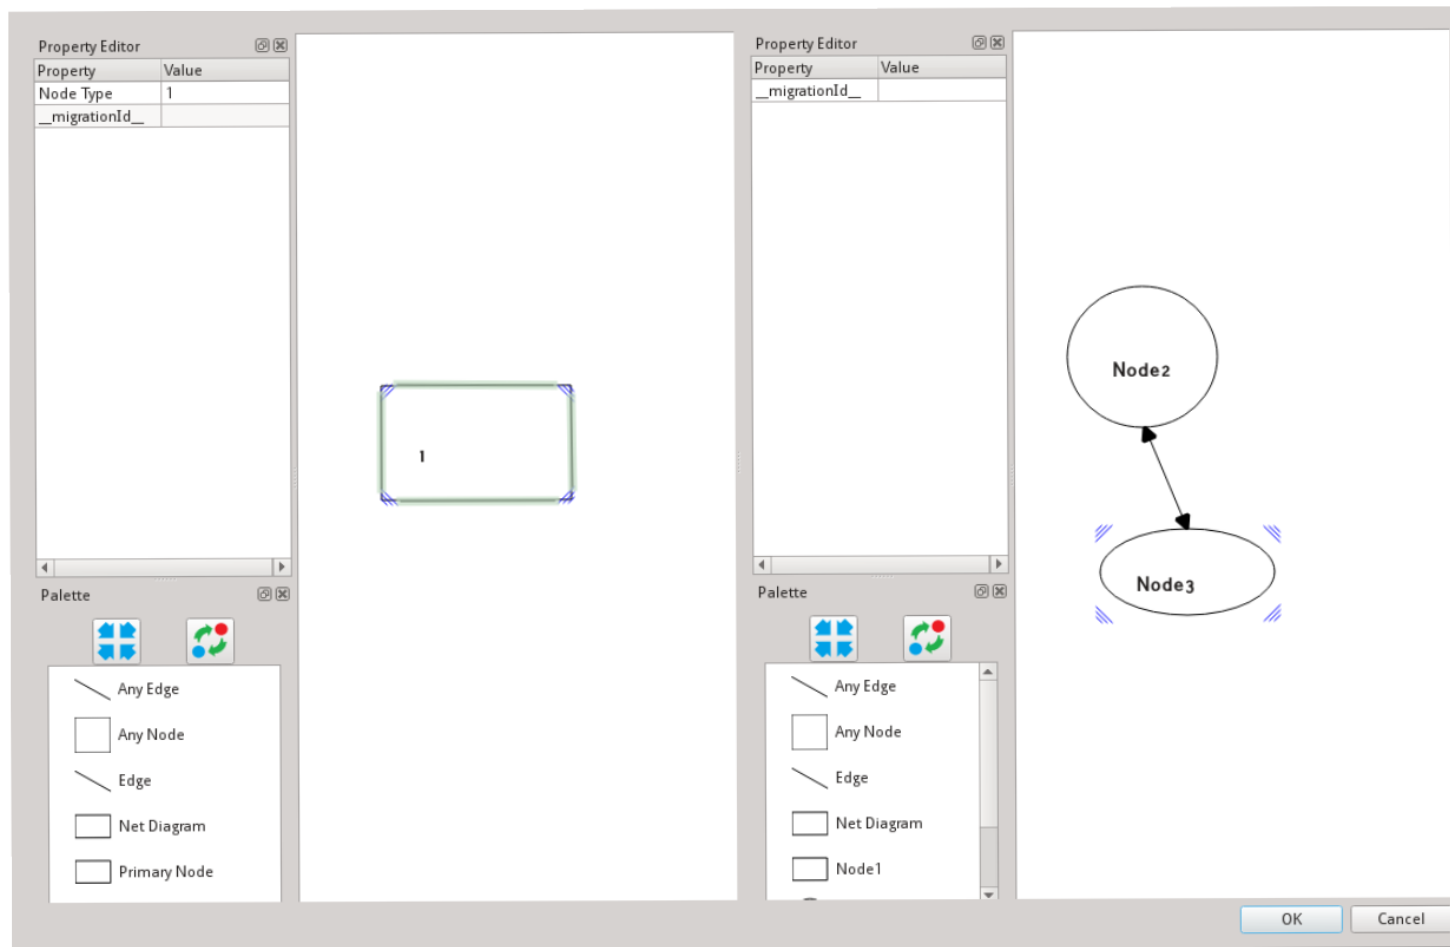 Property Editor
Property Value
Node Type 1
__migrationId__
1
Palette
Any Edge
Any Node
Edge
Net Diagram
Primary Node
Property Editor
Property Value
__migrationId__
Node2
Node3
Palette
Any Edge
Any Node
Edge
Net Diagram
Node1
OK Cancel